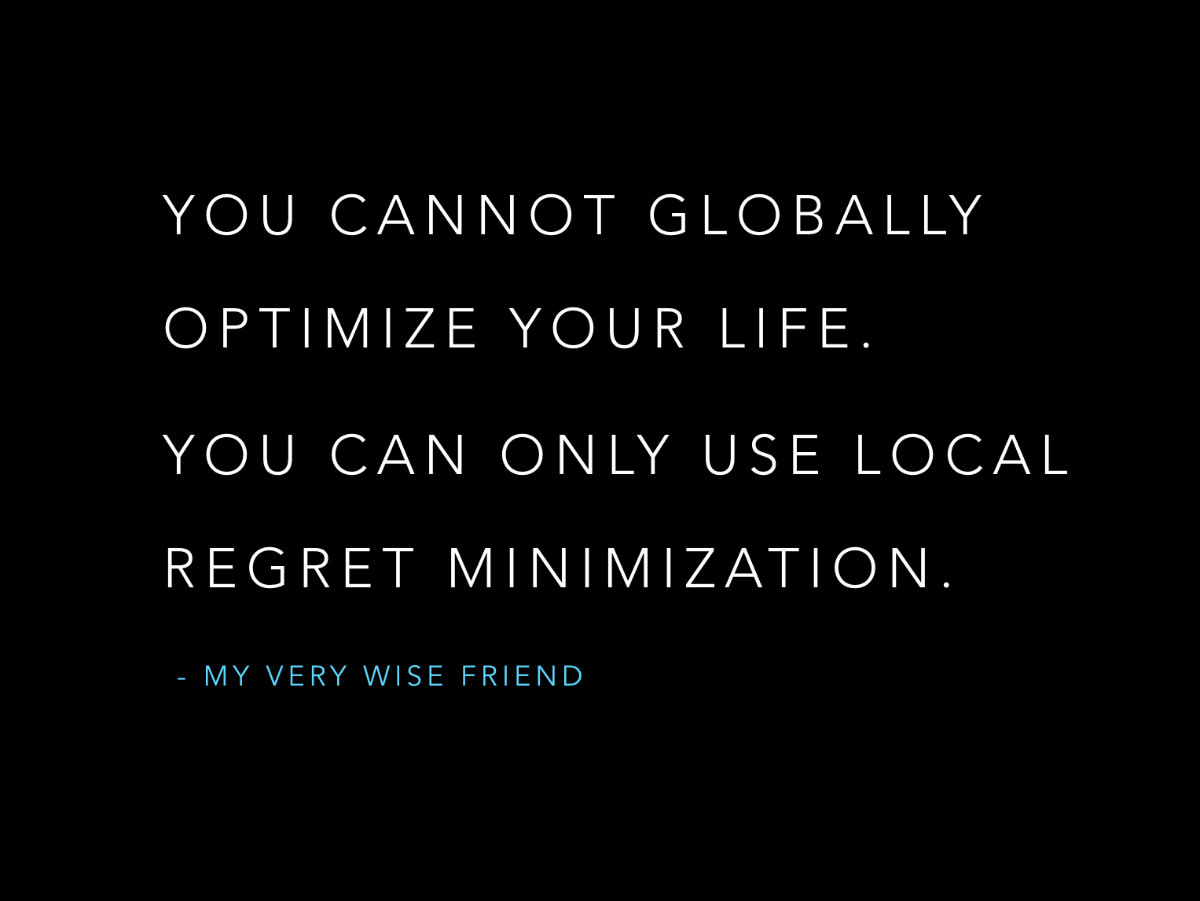 YOU CANNOT GLOBALLY
OPTIMIZE YOUR LIFE.
YOU CAN ONLY USE LOCAL
REGRET MINIMIZATION.
- MY VERY WISE FRIEND